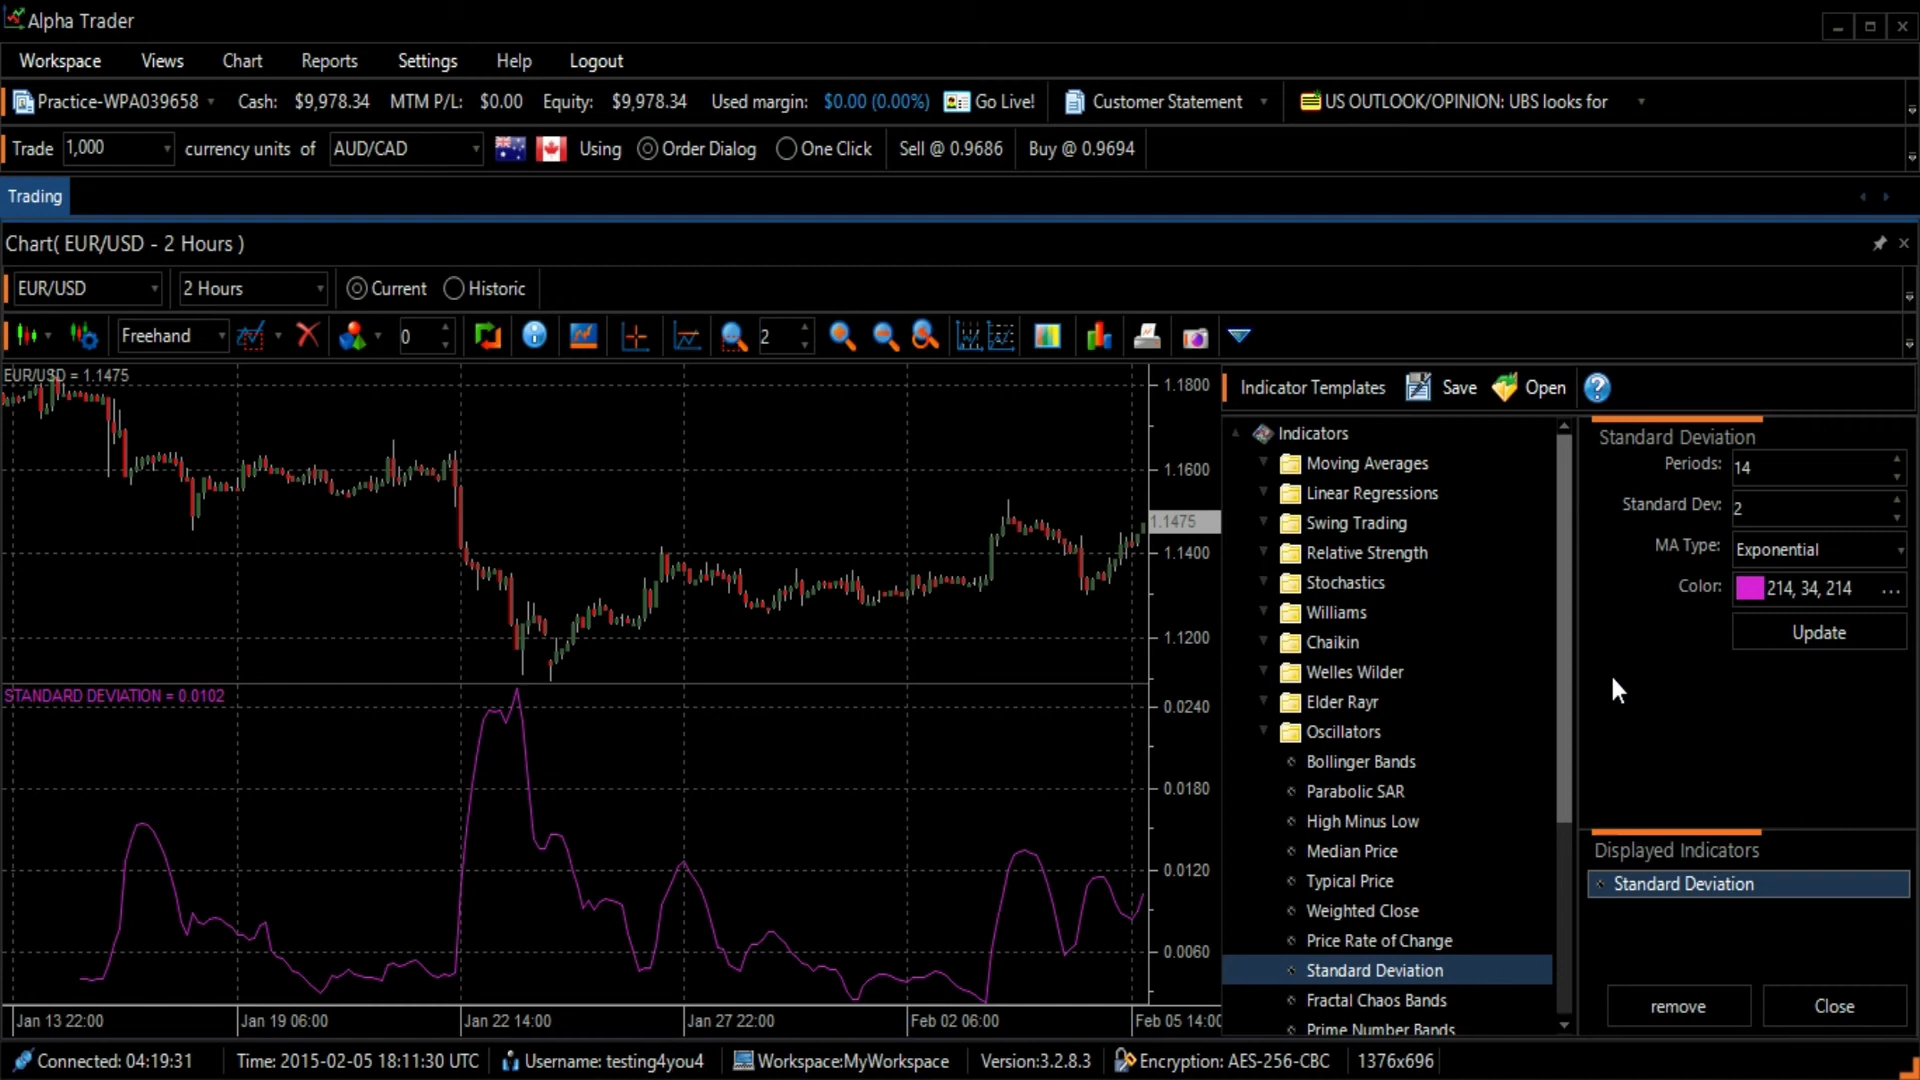 Alpha Trader
Workspace Views Chart Reports Settings Help Logout
Practice-WPA039658 Cash: $9,978.34 MTM P/L: $0.00 Equity: $9,978.34 Used margin: $0.00 (0.00%) Go Live! Customer Statement US OUTLOOK/OPINION: UBS looks for
Trade 1,000 currency units of AUD/CAD Using Order Dialog One Click Sell @ 0.9686 Buy @ 0.9694
Trading
Chart( EUR/USD - 2 Hours )
EUR/USD 2 Hours Current Historic
Freehand 0 2
EUR/USD = 1.1475
1.1800
1.1600
1.1475
1.1400
1.1200
STANDARD DEVIATION = 0.0102
0.0240
0.0180
0.0120
0.0060
Jan 13 22:00 Jan 19 06:00 Jan 22 14:00 Jan 27 22:00 Feb 02 06:00 Feb 05 14:00
Indicator Templates Save Open
Indicators
Moving Averages
Linear Regressions
Swing Trading
Relative Strength
Stochastics
Williams
Chaikin
Welles Wilder
Elder Rayr
Oscillators
Bollinger Bands
Parabolic SAR
High Minus Low
Median Price
Typical Price
Weighted Close
Price Rate of Change
Standard Deviation
Fractal Chaos Bands
Prime Number Bands
Standard Deviation
Periods: 14
Standard Dev: 2
MA Type: Exponential
Color: 214, 34, 214 ...
Update
Displayed Indicators
Standard Deviation
remove Close
Connected: 04:19:31 Time: 2015-02-05 18:11:30 UTC Username: testing4you4 Workspace:MyWorkspace Version:3.2.8.3 Encryption: AES-256-CBC 1376x696